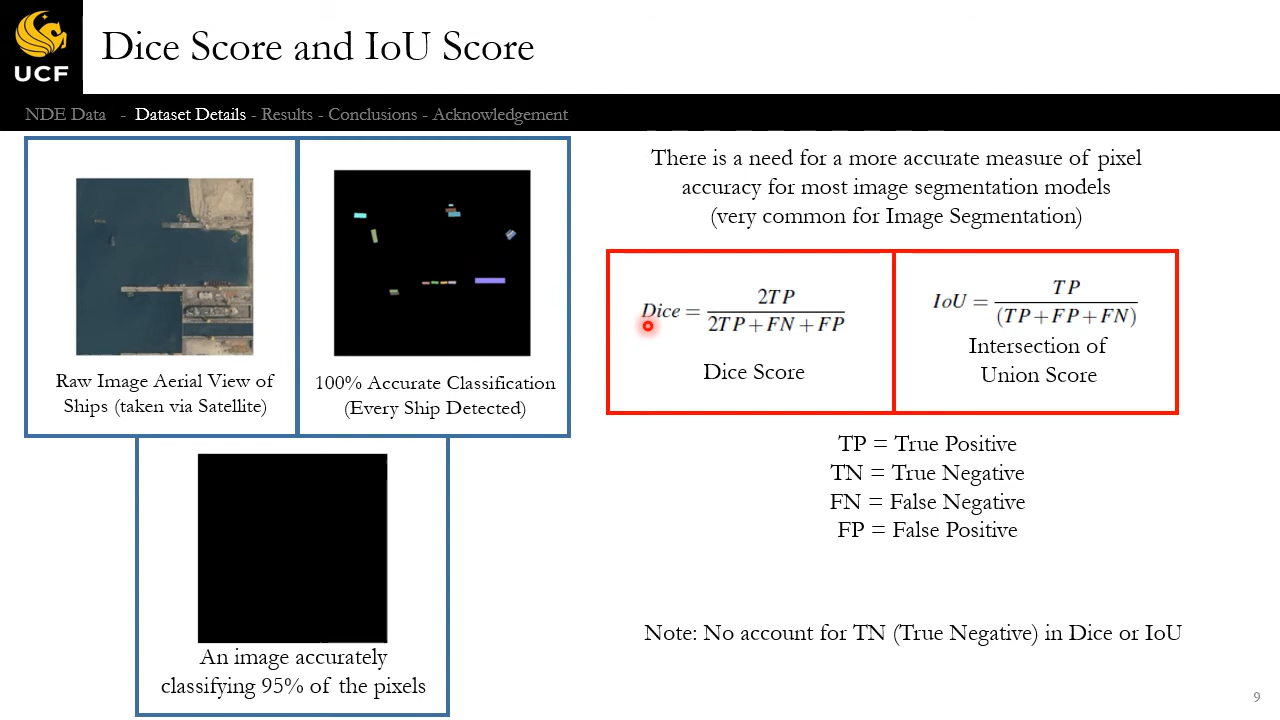 UCF
Dice Score and IoU Score
NDE Data - Dataset Details - Results - Conclusions - Acknowledgement
Raw Image Aerial View of
Ships (taken via Satellite)
100% Accurate Classification
(Every Ship Detected)
An image accurately
classifying 95% of the pixels
There is a need for a more accurate measure of pixel
accuracy for most image segmentation models
(very common for Image Segmentation)
Dice = 2TP / 2TP + FN + FP
Dice Score
IoU = TP / (TP + FP + FN)
Intersection of
Union Score
TP = True Positive
TN = True Negative
FN = False Negative
FP = False Positive
Note: No account for TN (True Negative) in Dice or IoU
9